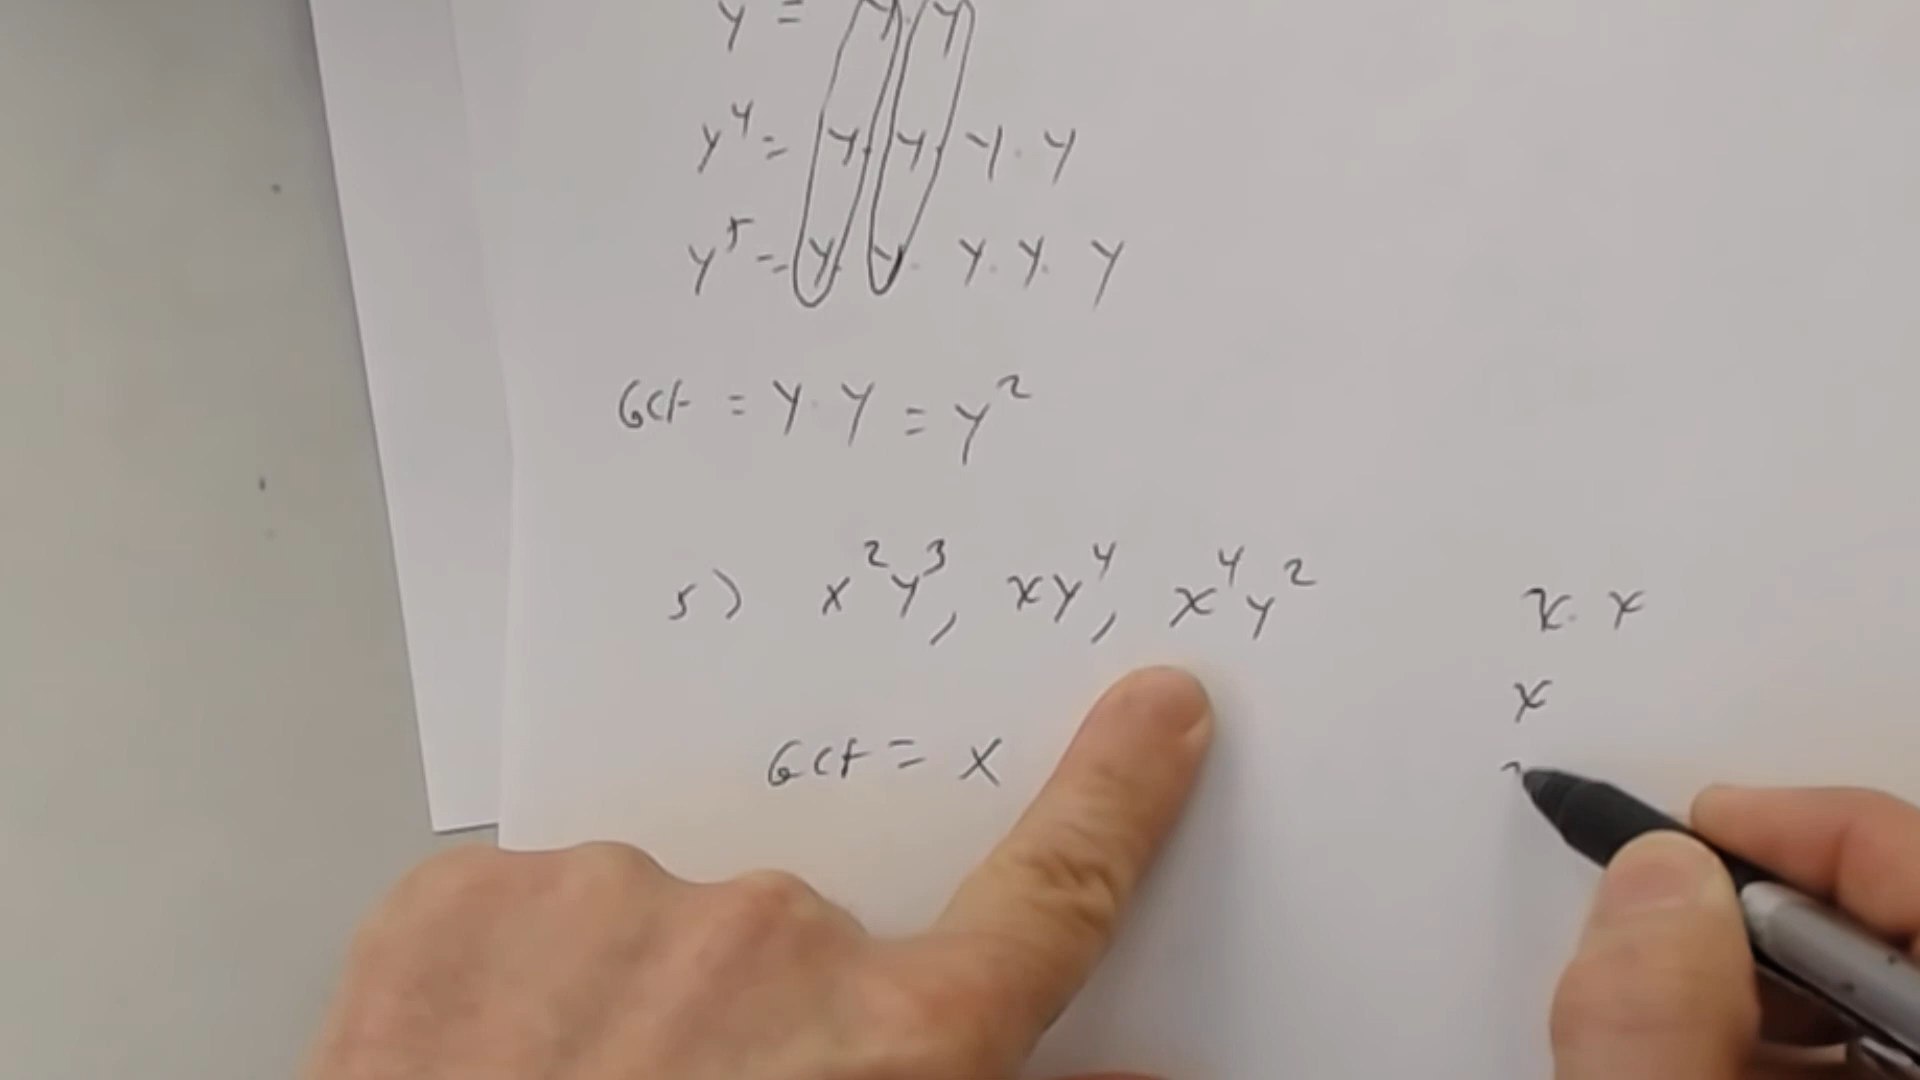 y = y · y
y⁴ = y · y · y · y
y⁵ = y · y · y · y · y
GCF = y · y = y²
5) x²y³, xy⁴, x⁴y²
x · x
x
GCF = x